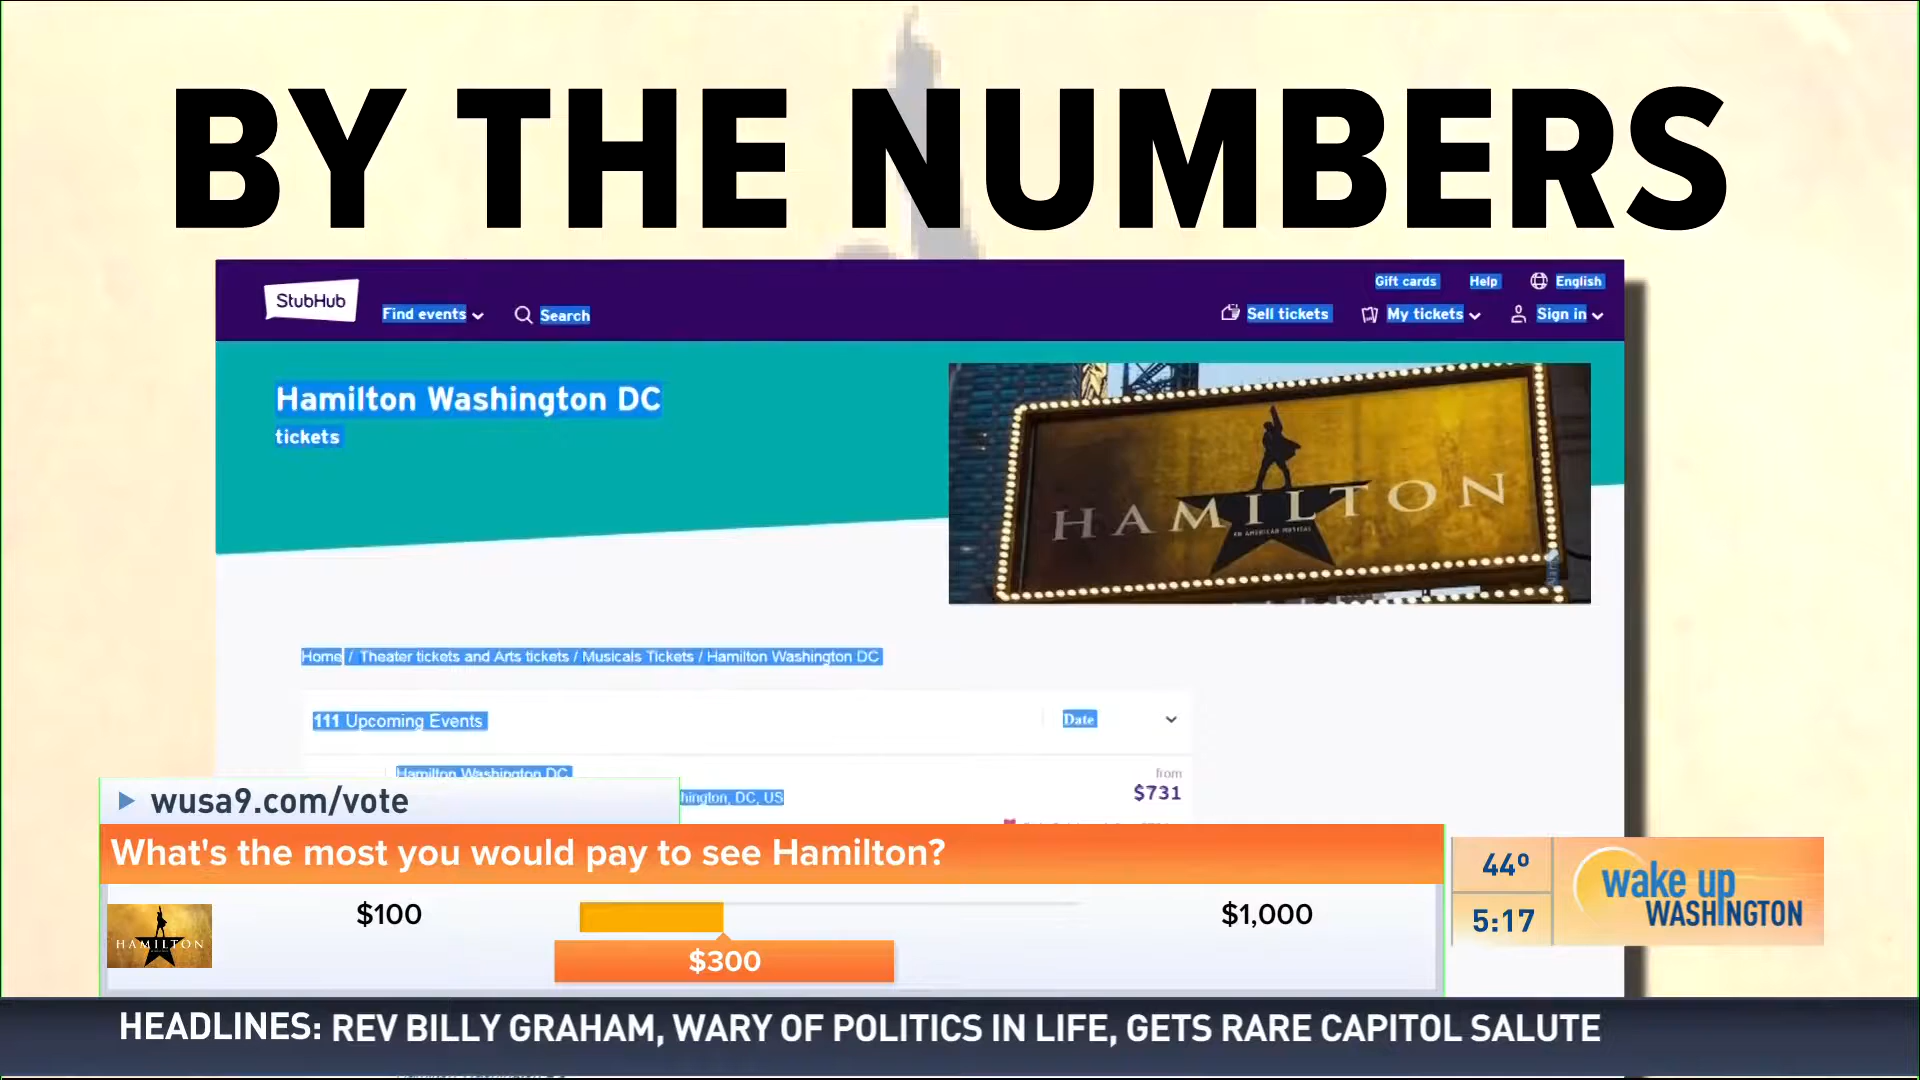 BY THE NUMBERS
Gift cards Help English
StubHub Find events Search Sell tickets My tickets Sign in
Hamilton Washington DC
tickets
HAMILTON
AN AMERICAN MUSICAL
Home / Theater tickets and Arts tickets / Musicals Tickets / Hamilton Washington DC
111 Upcoming Events Date
Hamilton Washington DC
from
hington, DC, US
$731
wusa9.com/vote
What's the most you would pay to see Hamilton?
$100
$1,000
$300
HAMILTON
44º
5:17
wake up
WASHINGTON
HEADLINES: REV BILLY GRAHAM, WARY OF POLITICS IN LIFE, GETS RARE CAPITOL SALUTE